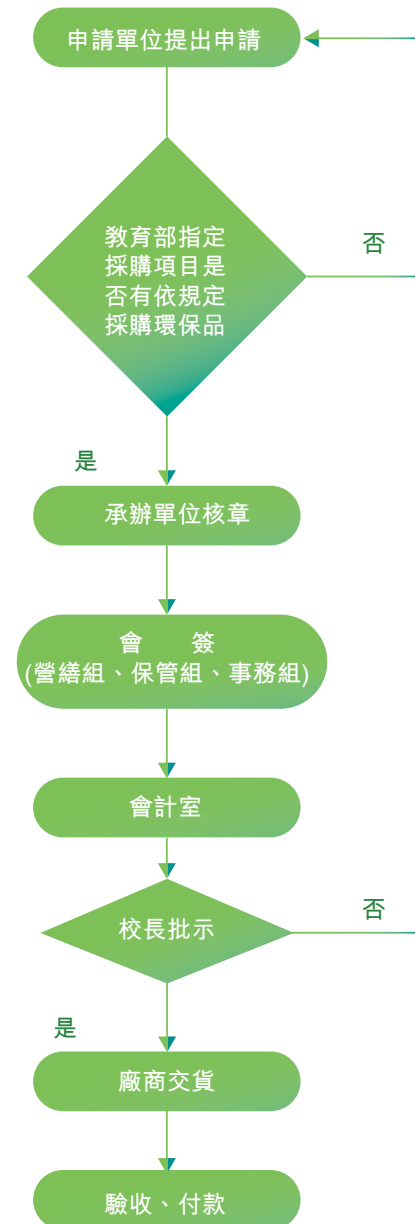 申請單位提出申請
教育部指定
採購項目是
否有依規定
採購環保品
否
是
承辦單位核章
會 簽
(營繕組、保管組、事務組)
會計室
校長批示
否
是
廠商交貨
驗收、付款